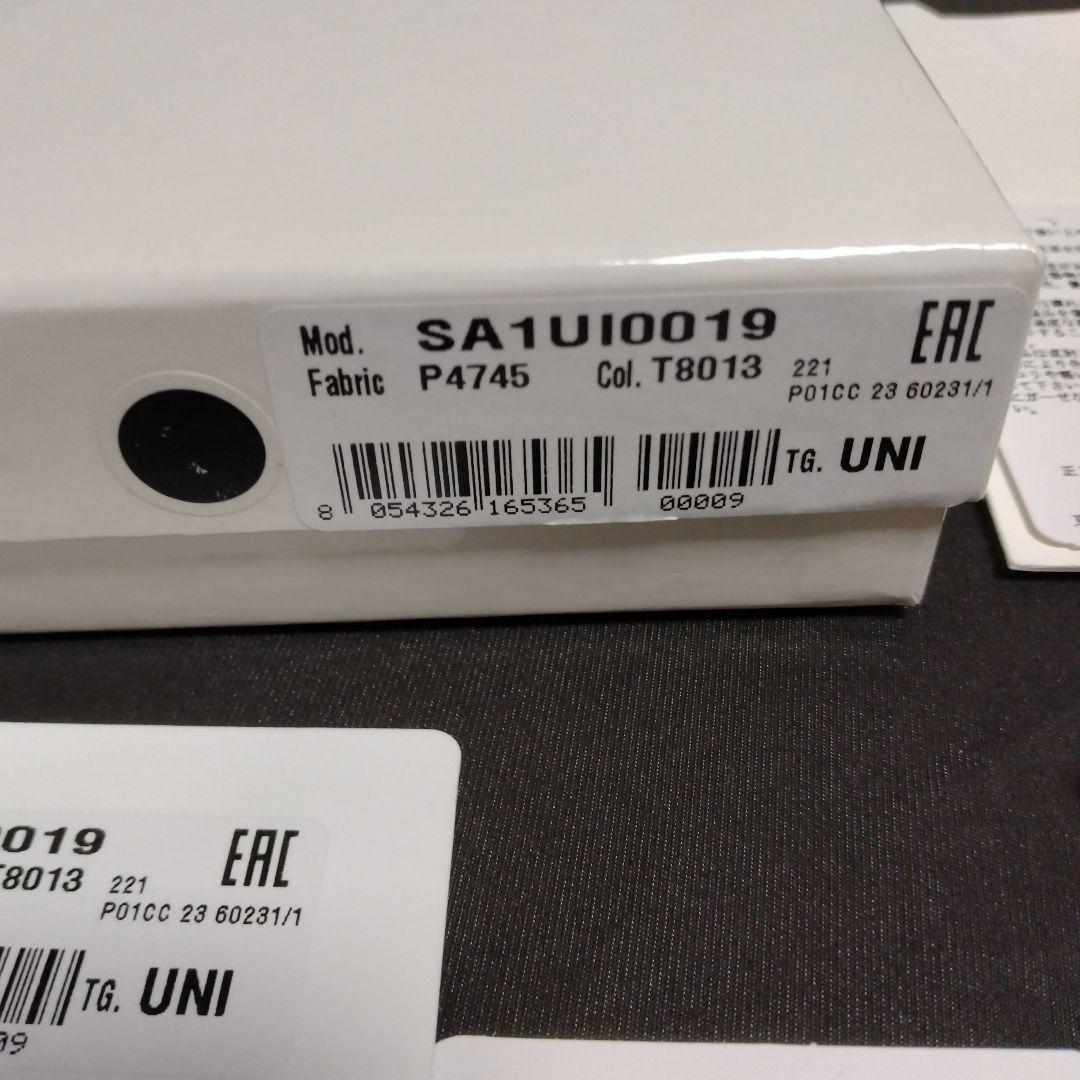 Mod. SA1UI0019 EAC
Fabric P4745 Col. T8013 221
P01CC 23 60231/1
TG. UNI
8 054326 165365 00009
0019 EAC
T8013 221
P01CC 23 60231/1
TG. UNI
09